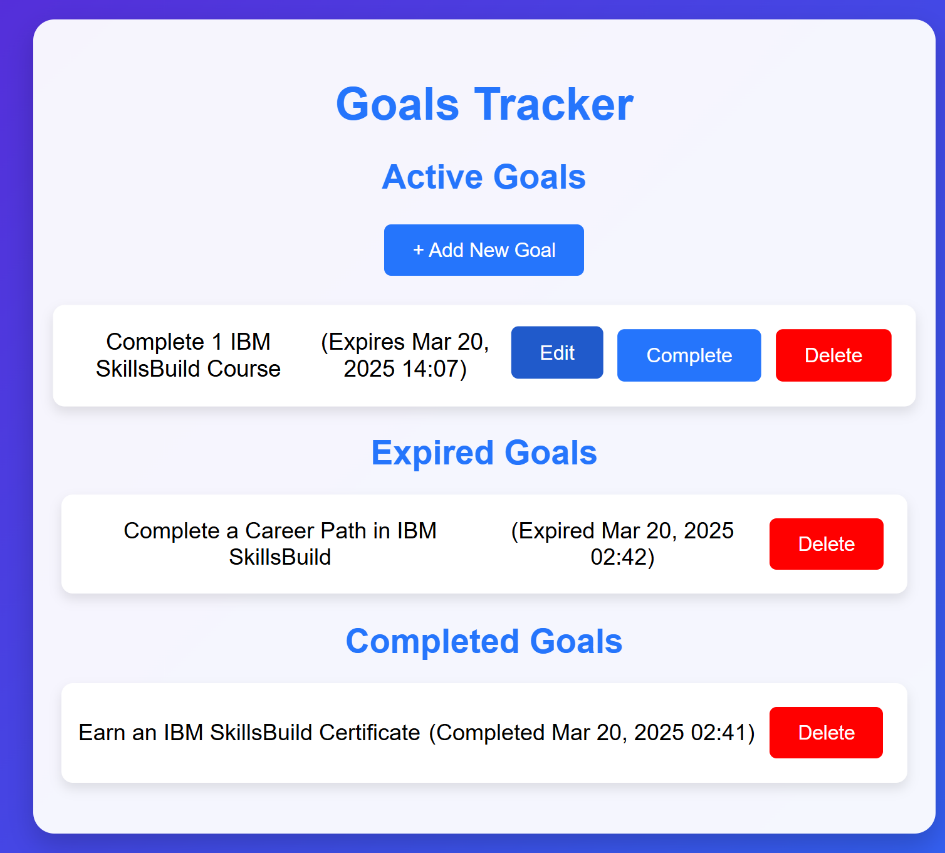 Goals Tracker
Active Goals
+ Add New Goal
Complete 1 IBM
SkillsBuild Course
(Expires Mar 20,
2025 14:07)
Edit
Complete
Delete
Expired Goals
Complete a Career Path in IBM
SkillsBuild
(Expired Mar 20, 2025
02:42)
Delete
Completed Goals
Earn an IBM SkillsBuild Certificate (Completed Mar 20, 2025 02:41)
Delete